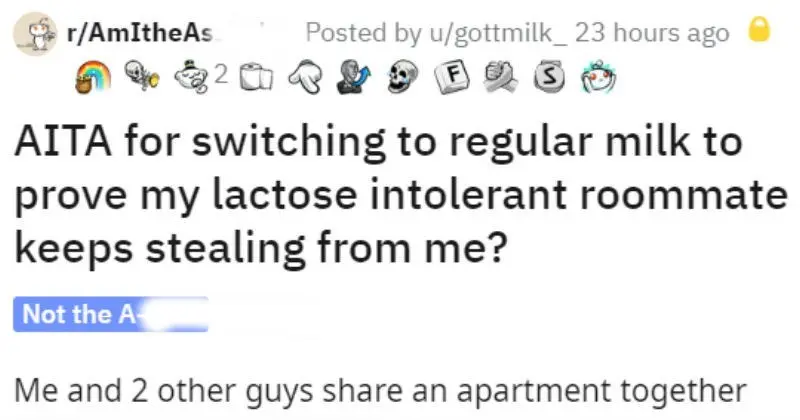 r/AmItheAs Posted by u/gottmilk_ 23 hours ago
2 F S
AITA for switching to regular milk to
prove my lactose intolerant roommate
keeps stealing from me?
Not the A-
Me and 2 other guys share an apartment together